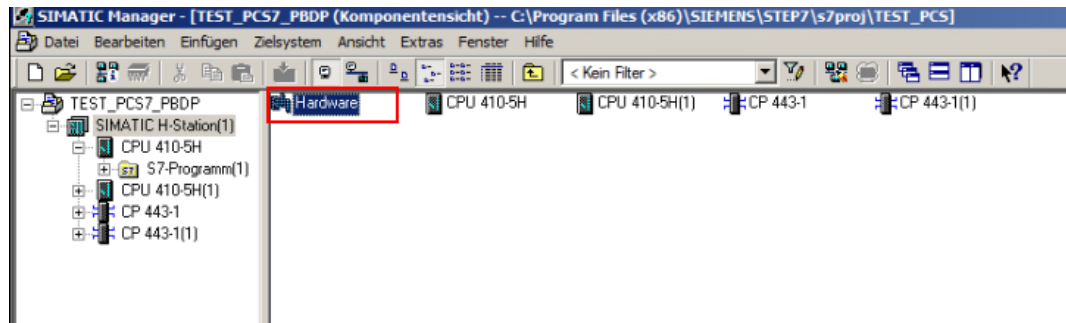 SIMATIC Manager - [TEST_PCS7_PBDP (Komponentensicht) -- C:\Program Files (x86)\SIEMENS\STEP7\s7proj\TEST_PCS]
Datei Bearbeiten Einfügen Zielsystem Ansicht Extras Fenster Hilfe
< Kein Filter >
TEST_PCS7_PBDP
SIMATIC H-Station(1)
CPU 410-5H
S7-Programm(1)
CPU 410-5H(1)
CP 443-1
CP 443-1(1)
Hardware CPU 410-5H CPU 410-5H(1) CP 443-1 CP 443-1(1)